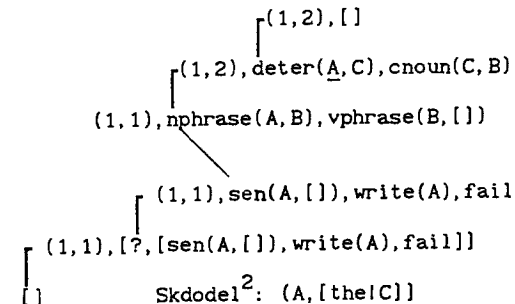 (1,2),[]
(1,2),deter(A,C),cnoun(C,B)
(1,1),nphrase(A,B),vphrase(B,[])
(1,1),sen(A,[]),write(A),fail
(1,1),[?,[sen(A,[]),write(A),fail]]
[] Skdodel²: (A,[the|C]]